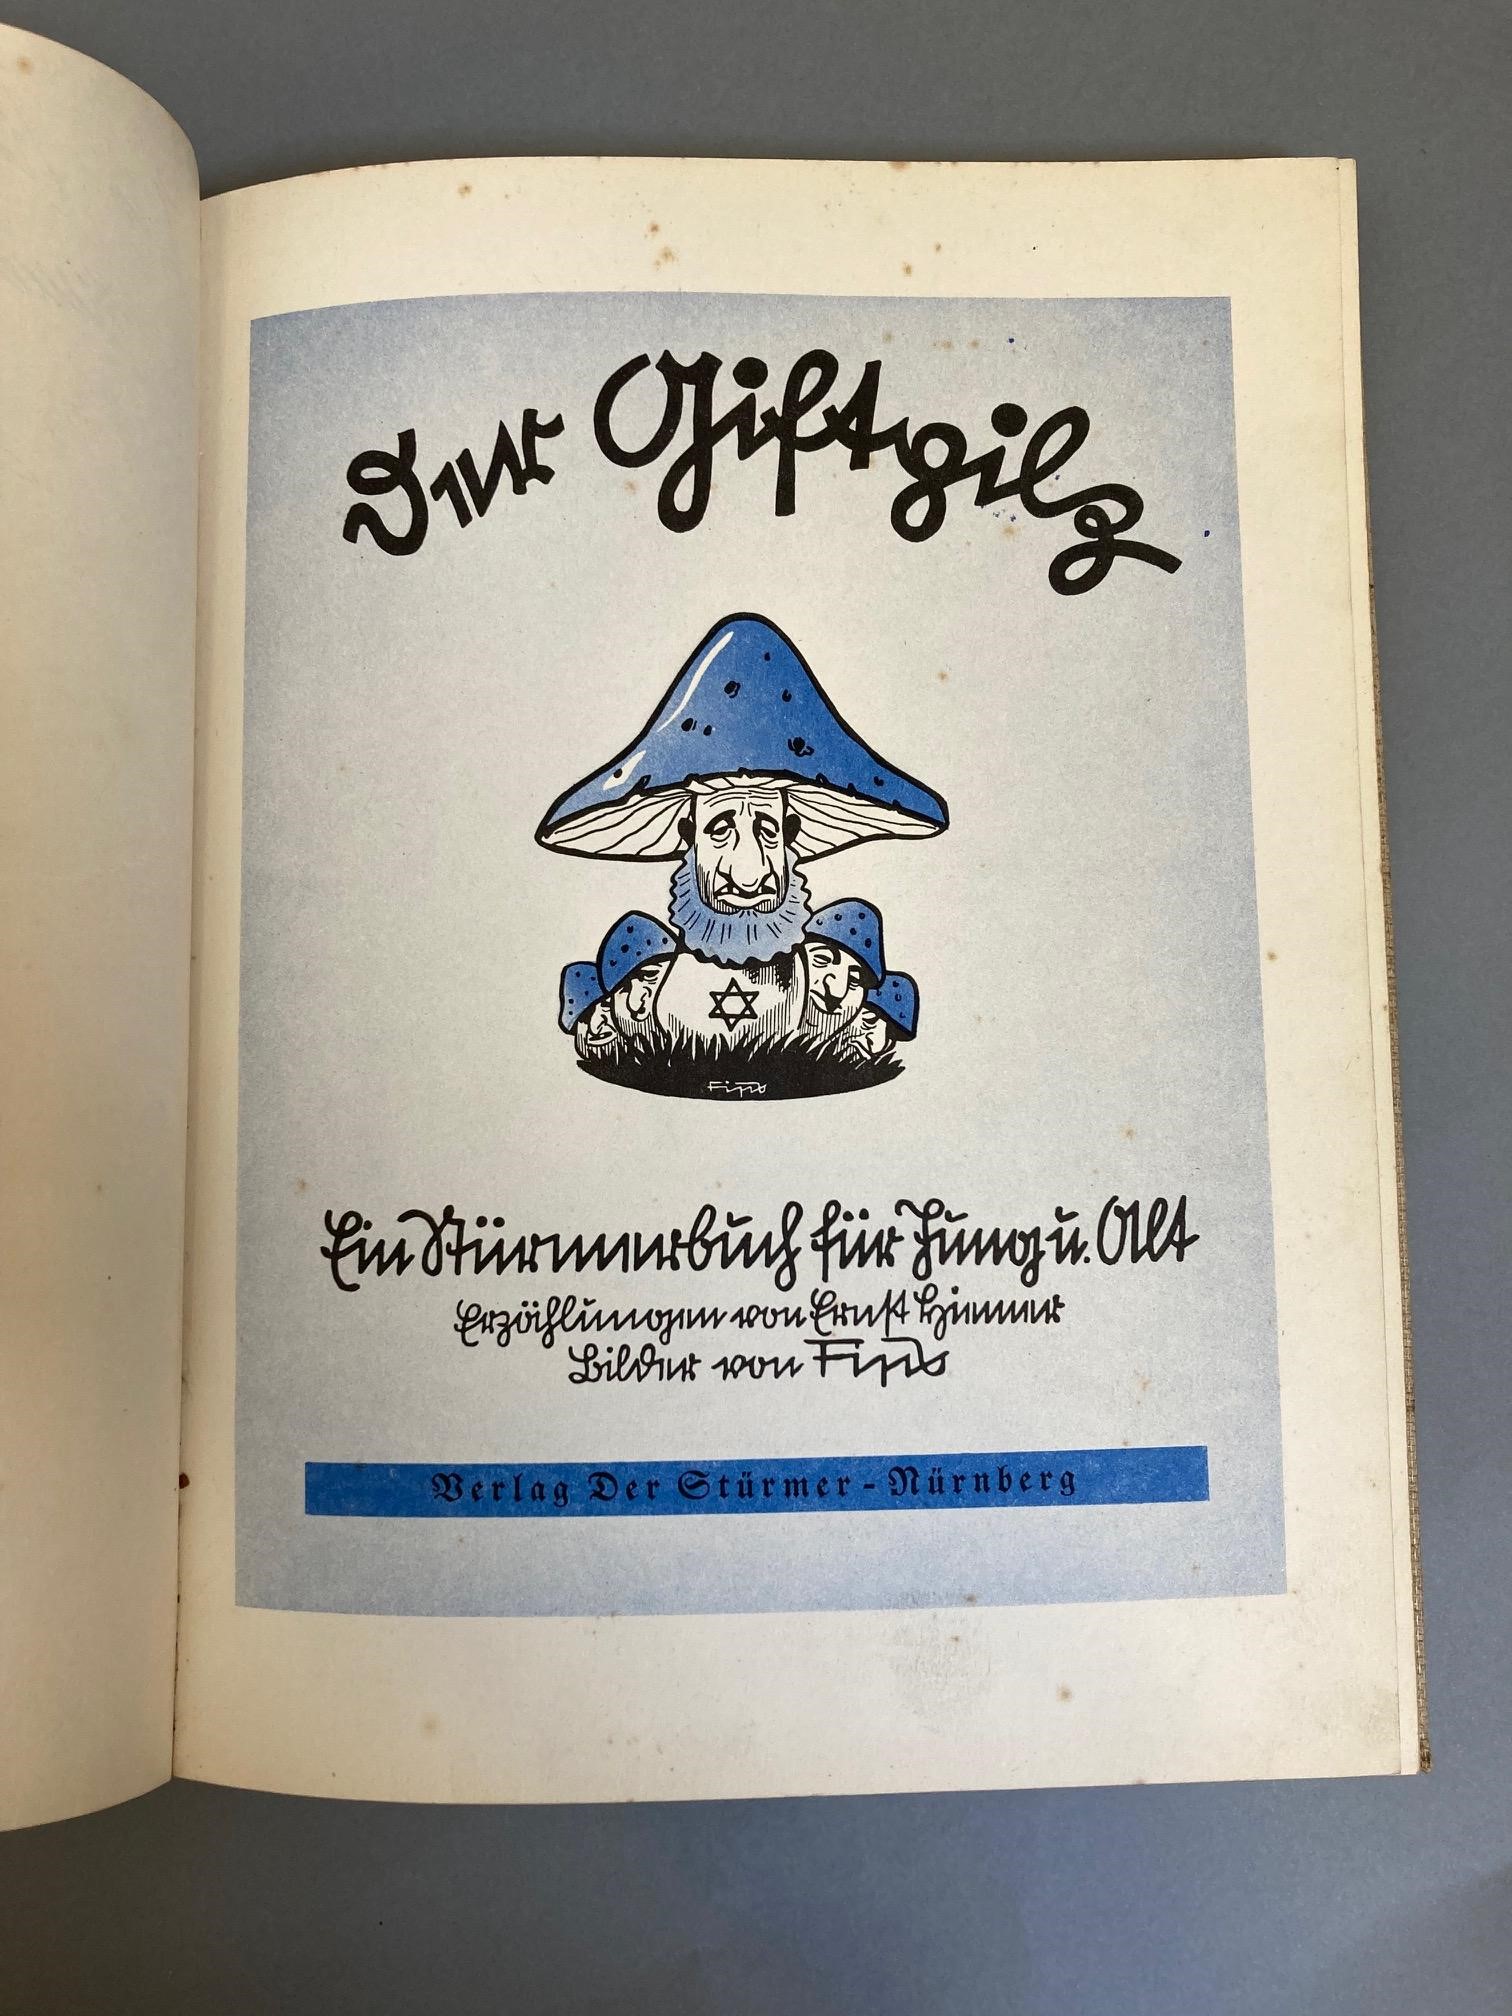 Der Giftpilz
Fips
Ein Stürmerbuch für Jung u. Alt
Erzählungen von Ernst Hiemer
Bilder von Fips
Verlag Der Stürmer - Nürnberg